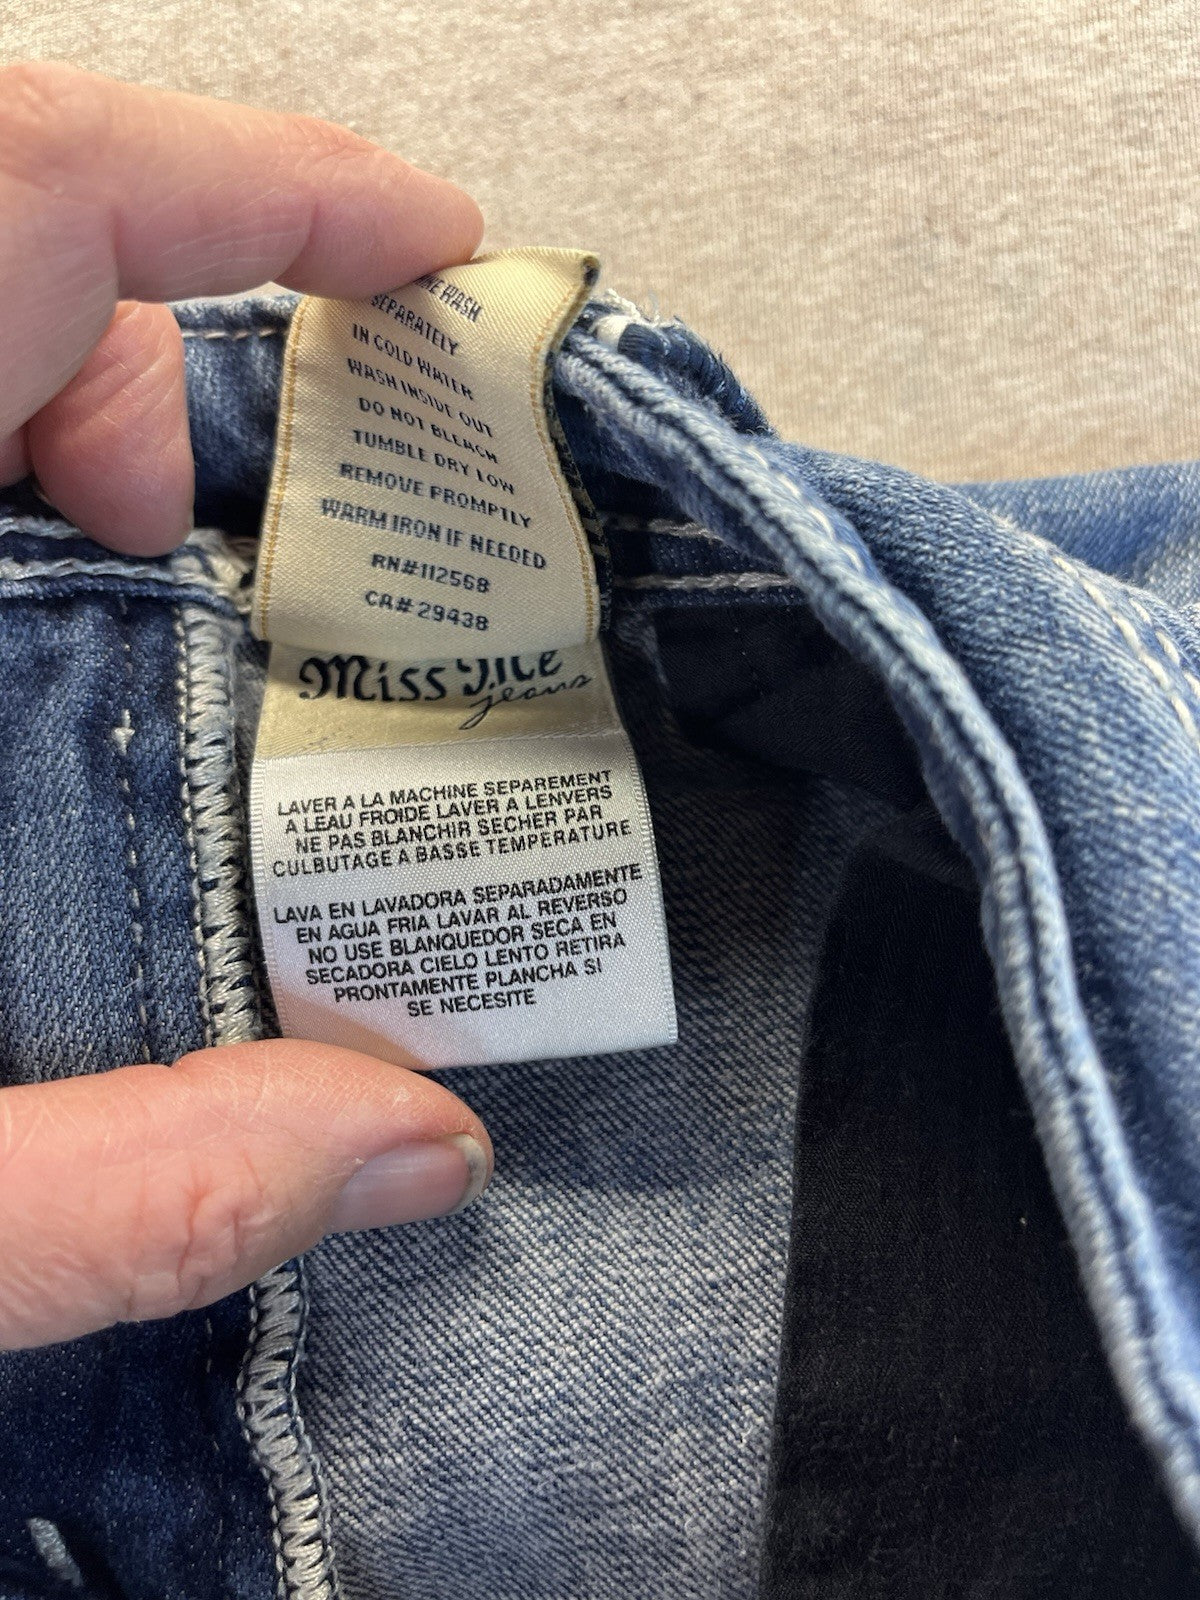 WASH
SEPARATELY
IN COLD WATER
WASH INSIDE OUT
DO NOT BLEACH
TUMBLE DRY LOW
REMOVE PROMPTLY
WARM IRON IF NEEDED
RN#112568
CA# 29438
Miss Me
jeans
LAVER A LA MACHINE SEPAREMENT
A LEAU FROIDE LAVER A LENVERS
NE PAS BLANCHIR SECHER PAR
CULBUTAGE A BASSE TEMPERATURE
LAVA EN LAVADORA SEPARADAMENTE
EN AGUA FRIA LAVAR AL REVERSO
NO USE BLANQUEDOR SECA EN
SECADORA CIELO LENTO RETIRA
PRONTAMENTE PLANCHA SI
SE NECESITE